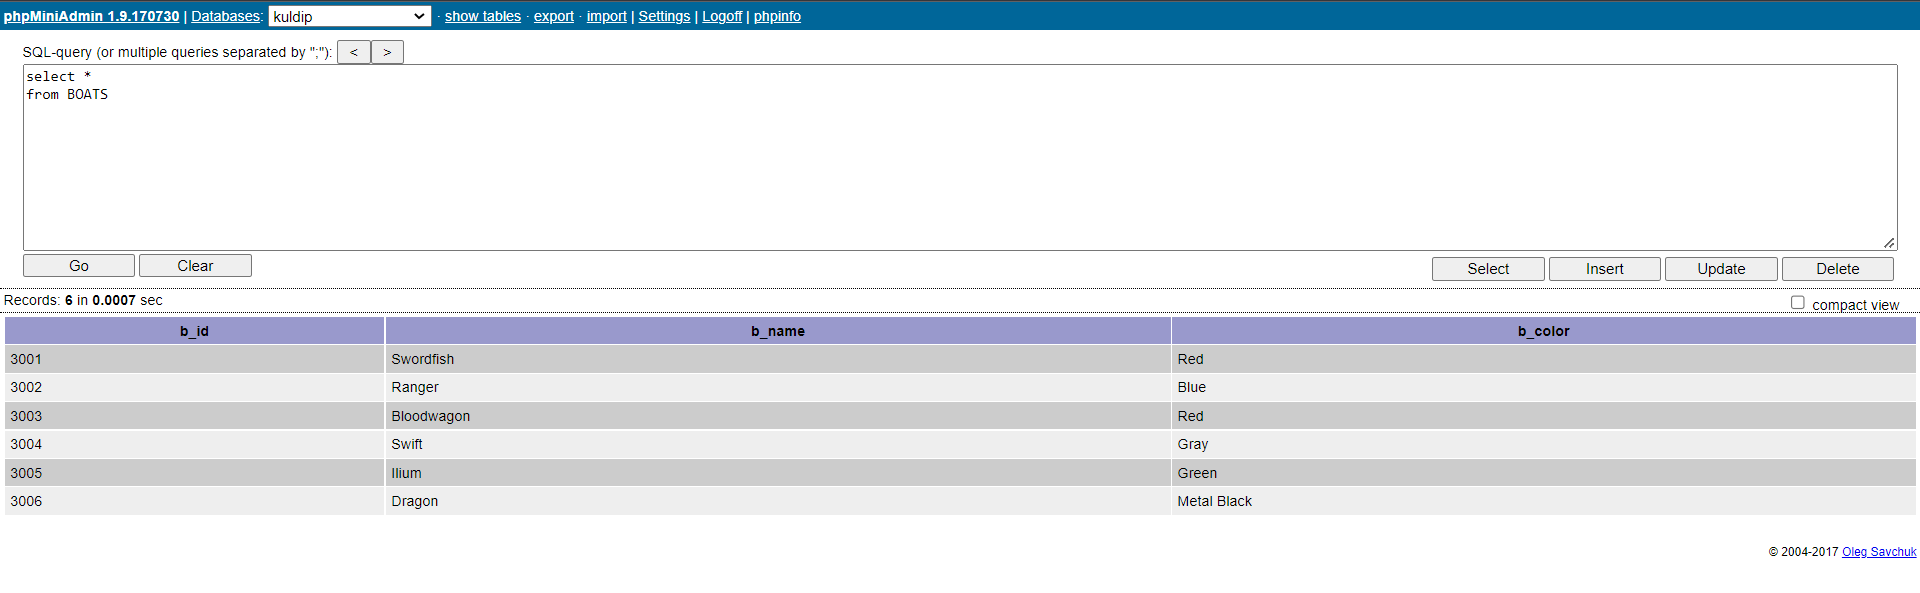 phpMiniAdmin 1.9.170730 | Databases: kuldip · show tables · export · import | Settings | Logoff | phpinfo
SQL-query (or multiple queries separated by ";"): < >
select *
from BOATS
Go Clear Select Insert Update Delete
Records: 6 in 0.0007 sec compact view
b_id b_name b_color
3001 Swordfish Red
3002 Ranger Blue
3003 Bloodwagon Red
3004 Swift Gray
3005 Ilium Green
3006 Dragon Metal Black
© 2004-2017 Oleg Savchuk